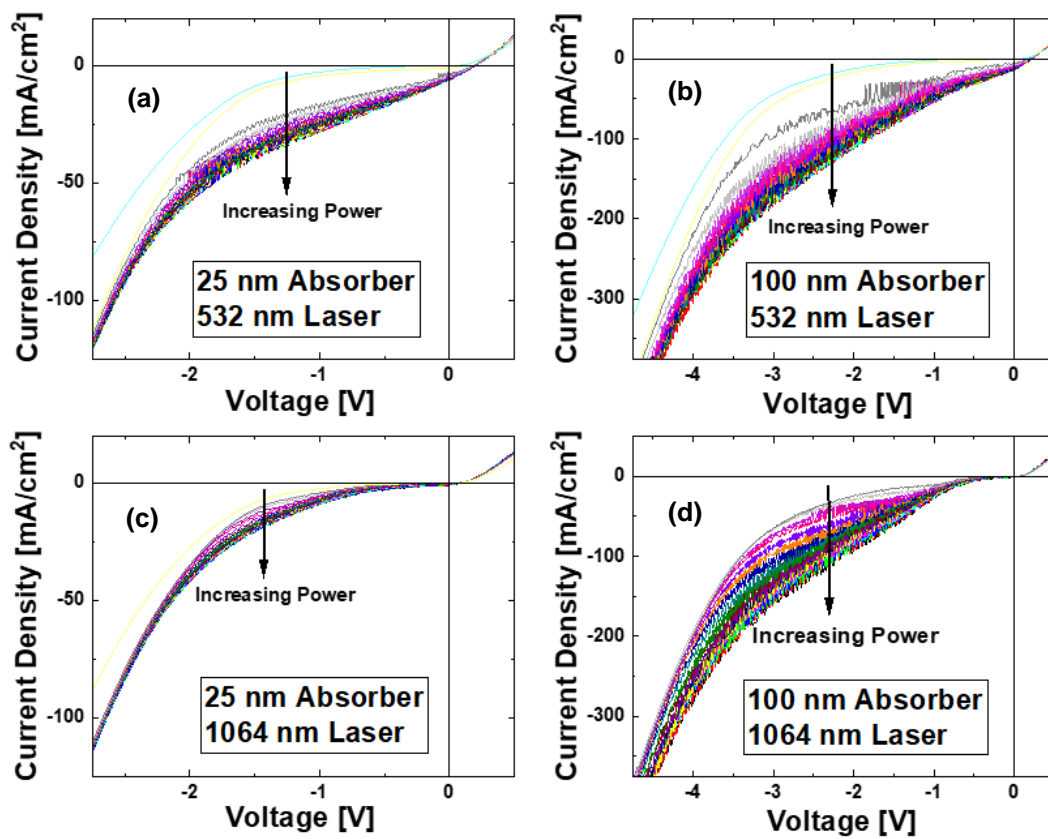 (a)
0
-50
-100
-2
-1
0
Current Density [mA/cm²]
Voltage [V]
Increasing Power
25 nm Absorber
532 nm Laser
(b)
0
-100
-200
-300
-4
-3
-2
-1
0
Current Density [mA/cm²]
Voltage [V]
Increasing Power
100 nm Absorber
532 nm Laser
(c)
0
-50
-100
-2
-1
0
Current Density [mA/cm²]
Voltage [V]
Increasing Power
25 nm Absorber
1064 nm Laser
(d)
0
-100
-200
-300
-4
-3
-2
-1
0
Current Density [mA/cm²]
Voltage [V]
Increasing Power
100 nm Absorber
1064 nm Laser